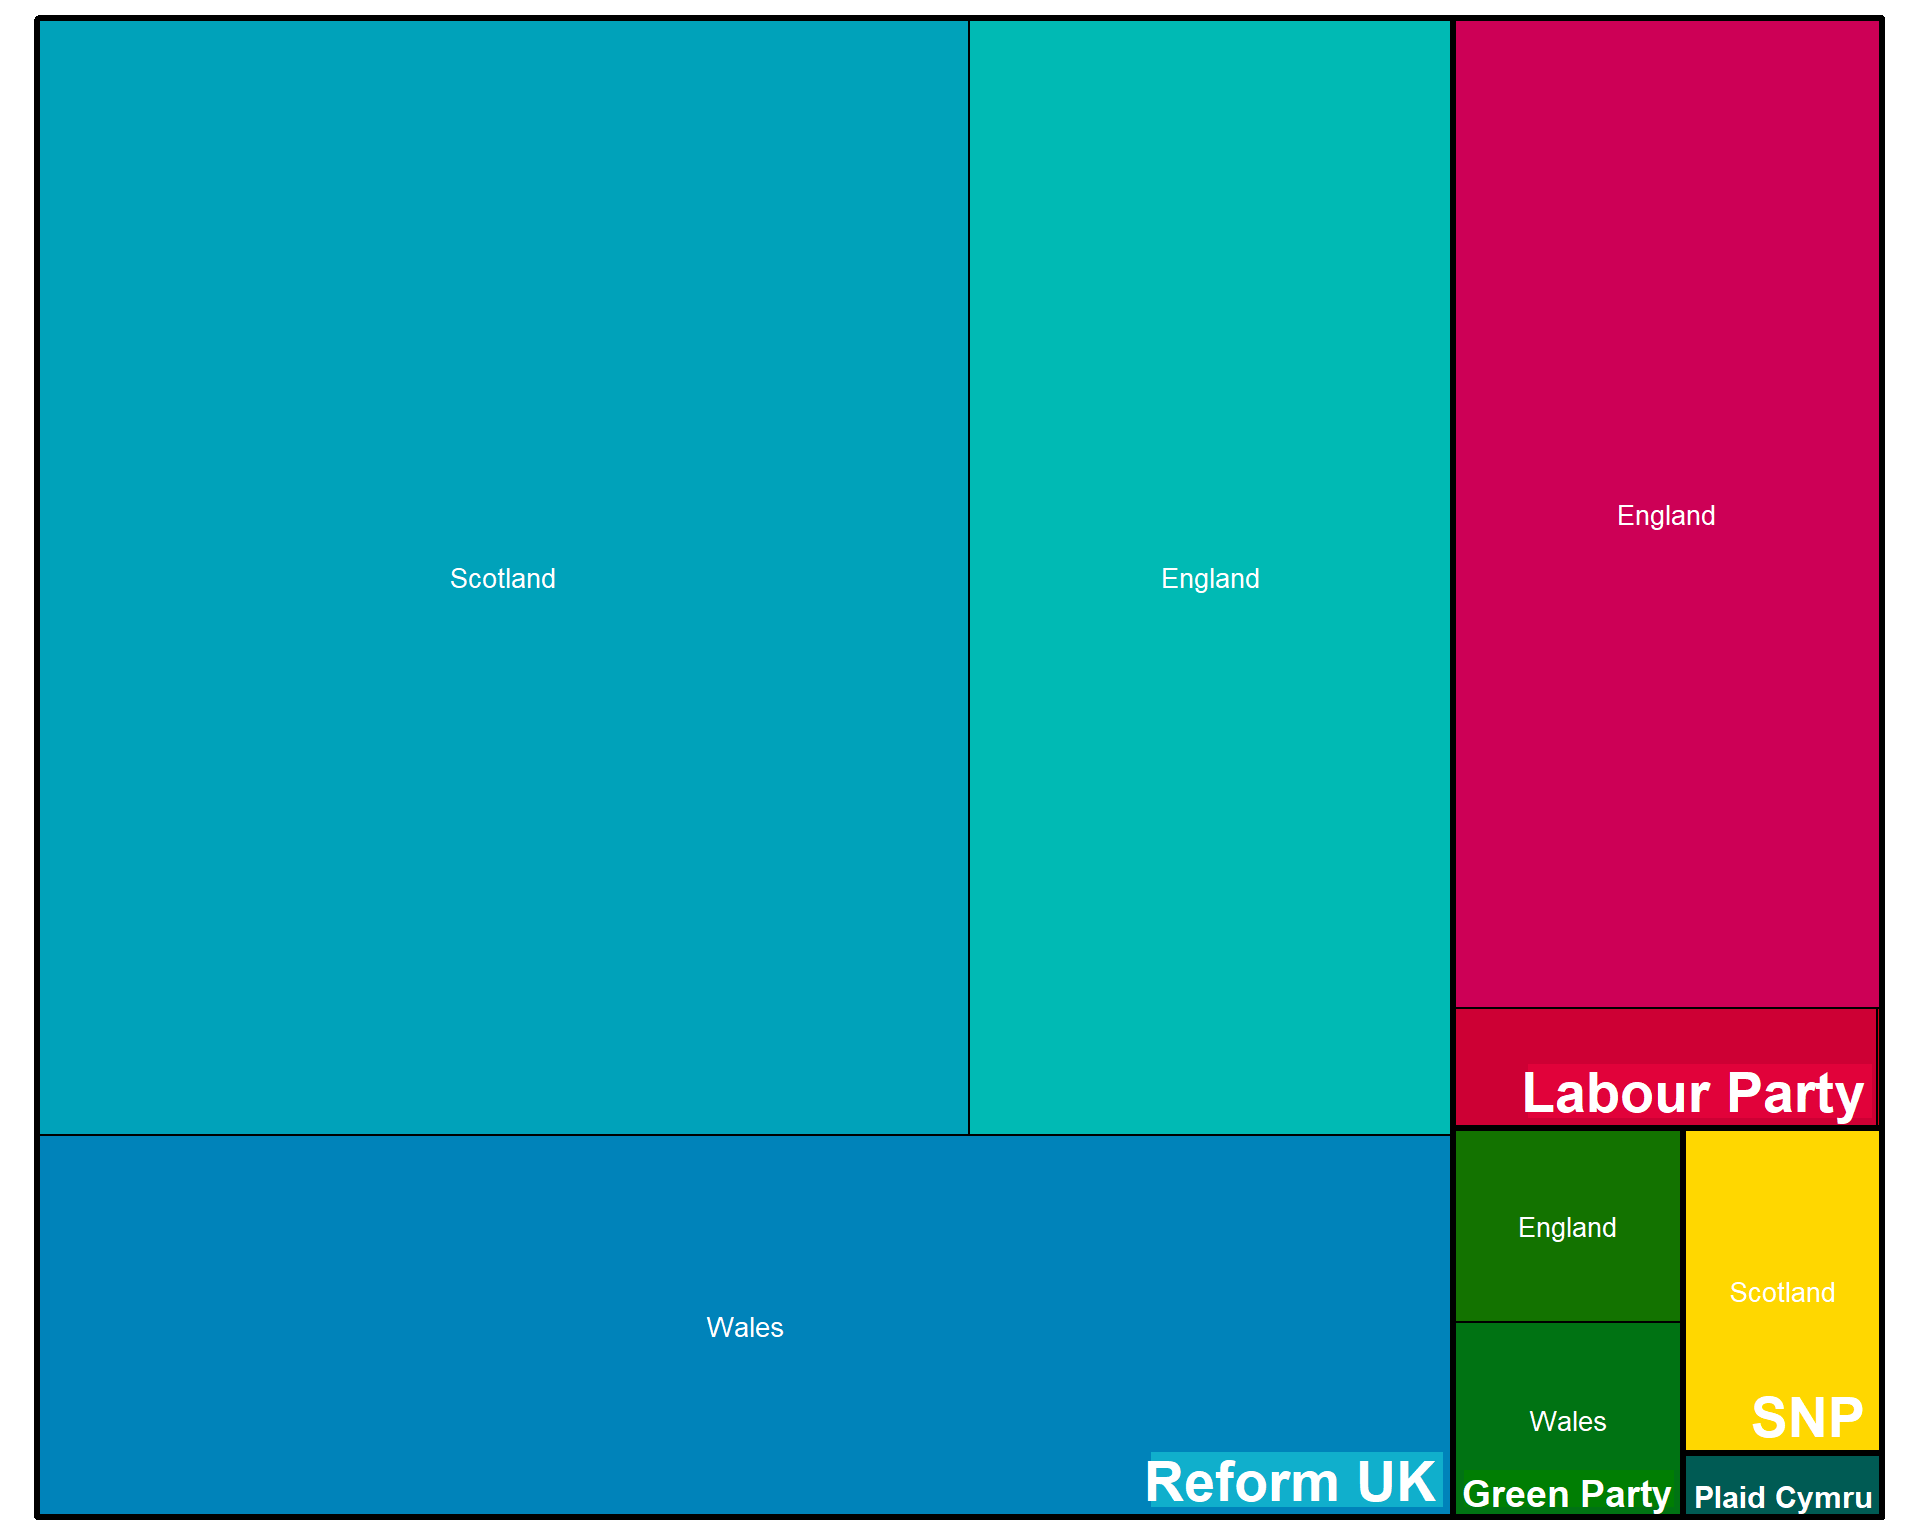 Scotland
England
England
Labour Party
England
Scotland
Wales
Wales
SNP
Reform UK
Green Party
Plaid Cymru